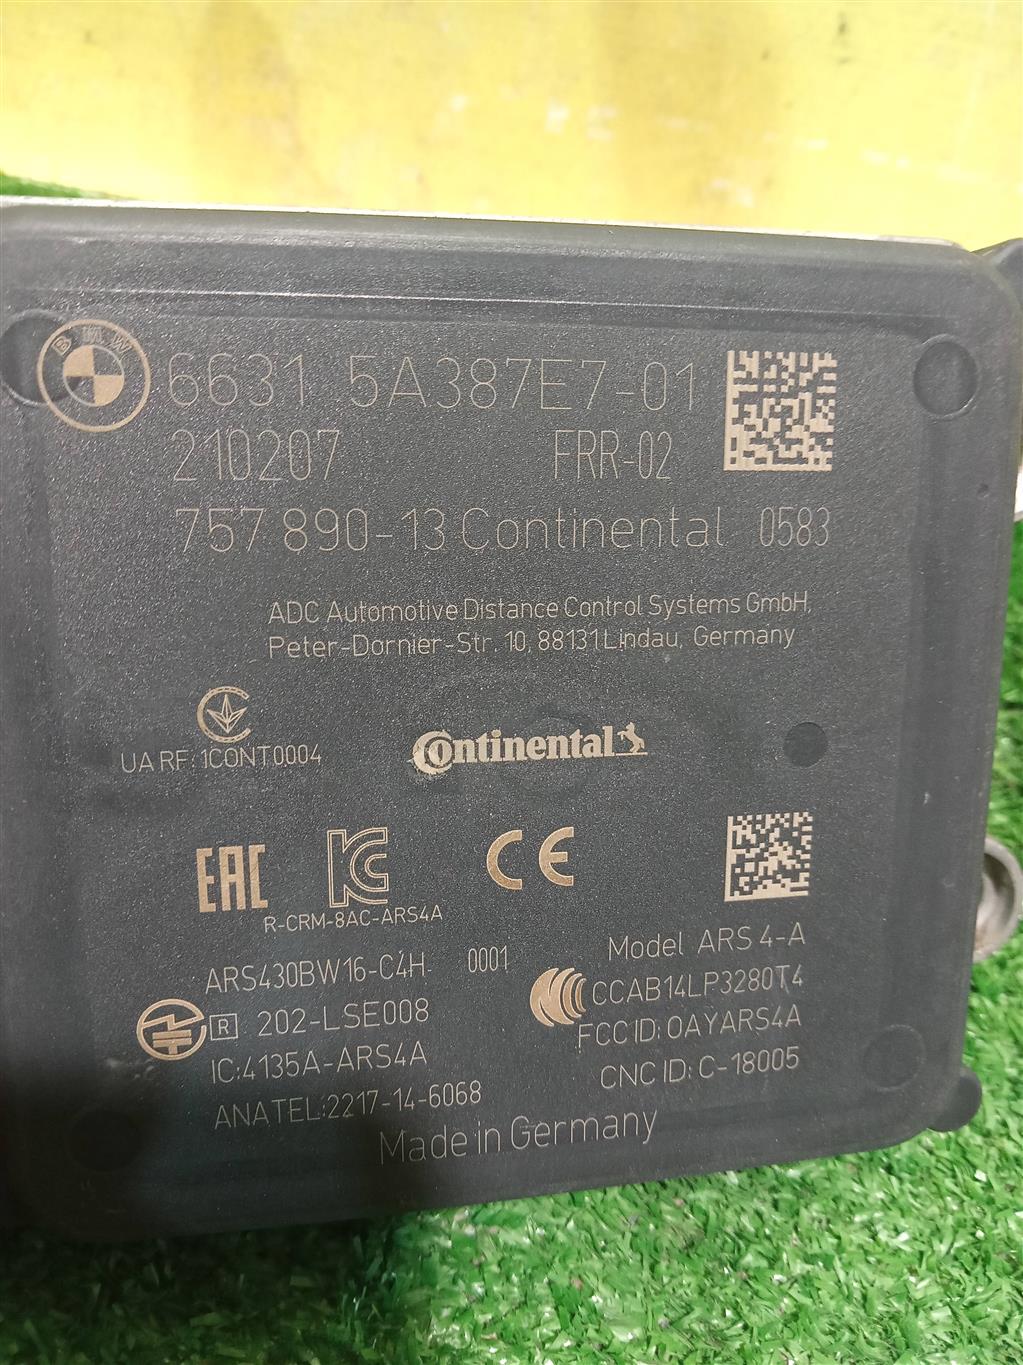 BMW
6631 5A387E7-01
210207 FRR-02
757 890-13 Continental 0583
ADC Automotive Distance Control Systems GmbH,
Peter-Dornier-Str. 10, 88131 Lindau, Germany
UA RF: 1CONT0004
Continental
EAC KC CE
R-CRM-8AC-ARS4A
ARS430BW16-C4H 0001 Model ARS 4-A
CCAB14LP3280T4
R 202-LSE008
FCC ID: OAYARS4A
IC:4135A-ARS4A
CNC ID: C-18005
ANATEL:2217-14-6068
Made in Germany